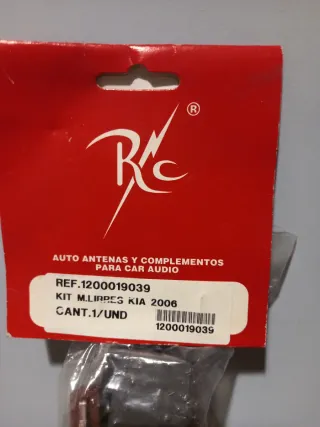 ®
Rc
AUTO ANTENAS Y COMPLEMENTOS
PARA CAR AUDIO
REF.1200019039
KIT M.LIBRES KIA 2006
CANT.1/UND
1200019039